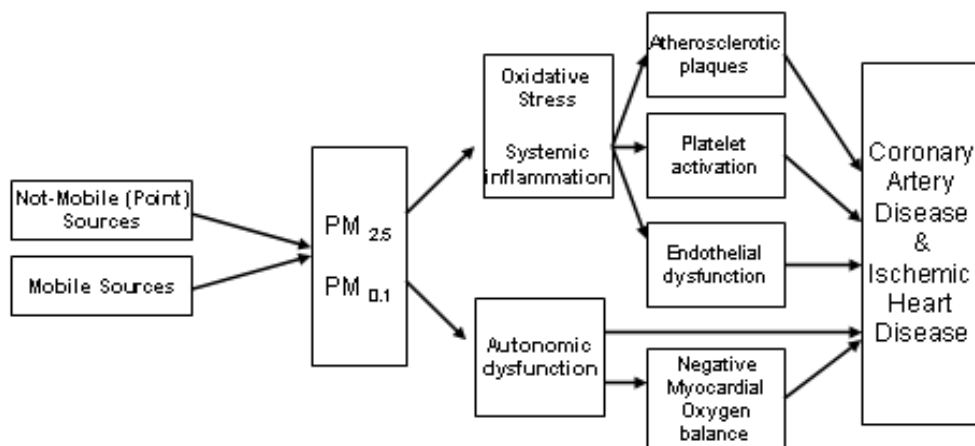 Not-Mobile (Point)
Sources
Mobile Sources
PM 2.5
PM 0.1
Oxidative
Stress
Systemic
inflammation
Autonomic
dysfunction
Atherosclerotic
plaques
Platelet
activation
Endothelial
dysfunction
Negative
Myocardial
Oxygen
balance
Coronary
Artery
Disease
&
Ischemic
Heart
Disease